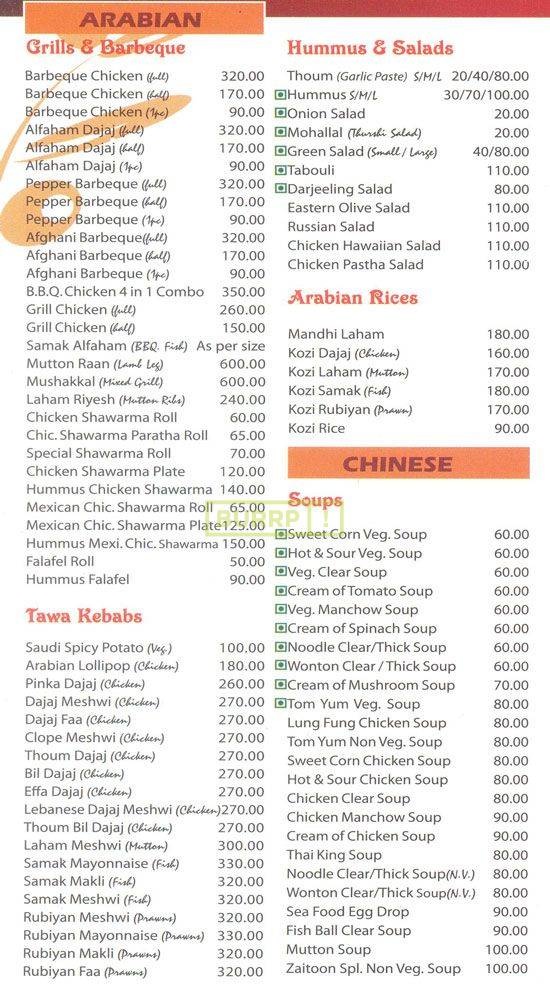 ARABIAN
Grills & Barbeque
Barbeque Chicken (full) 320.00
Barbeque Chicken (half) 170.00
Barbeque Chicken (1pc) 90.00
Alfaham Dajaj (full) 320.00
Alfaham Dajaj (half) 170.00
Alfaham Dajaj (1pc) 90.00
Pepper Barbeque (full) 320.00
Pepper Barbeque (half) 170.00
Pepper Barbeque (1pc) 90.00
Afghani Barbeque(full) 320.00
Afghani Barbeque (half) 170.00
Afghani Barbeque (1pc) 90.00
B.B.Q. Chicken 4 in 1 Combo 350.00
Grill Chicken (full) 260.00
Grill Chicken (half) 150.00
Samak Alfaham (BBQ. Fish) As per size
Mutton Raan (Lamb Leg) 600.00
Mushakkal (Mixed Grill) 600.00
Laham Riyesh (Mutton Ribs) 240.00
Chicken Shawarma Roll 60.00
Chic. Shawarma Paratha Roll 65.00
Special Shawarma Roll 70.00
Chicken Shawarma Plate 120.00
Hummus Chicken Shawarma 140.00
Mexican Chic. Shawarma Roll 65.00
Mexican Chic. Shawarma Plate 125.00
Hummus Mexi. Chic. Shawarma 150.00
Falafel Roll 50.00
Hummus Falafel 90.00
Tawa Kebabs
Saudi Spicy Potato (Veg.) 100.00
Arabian Lollipop (Chicken) 180.00
Pinka Dajaj (Chicken) 260.00
Dajaj Meshwi (Chicken) 270.00
Dajaj Faa (Chicken) 270.00
Clope Meshwi (Chicken) 270.00
Thoum Dajaj (Chicken) 270.00
Bil Dajaj (Chicken) 270.00
Effa Dajaj (Chicken) 270.00
Lebanese Dajaj Meshwi (Chicken) 270.00
Thoum Bil Dajaj (Chicken) 270.00
Laham Meshwi (Mutton) 300.00
Samak Mayonnaise (Fish) 330.00
Samak Makli (Fish) 320.00
Samak Meshwi (Fish) 320.00
Rubiyan Meshwi (Prawns) 320.00
Rubiyan Mayonnaise (Prawns) 330.00
Rubiyan Makli (Prawns) 320.00
Rubiyan Faa (Prawns) 320.00
Hummus & Salads
Thoum (Garlic Paste) S/M/L 20/40/80.00
Hummus S/M/L 30/70/100.00
Onion Salad 20.00
Mohallal (Thurshi Salad) 20.00
Green Salad (Small / Large) 40/80.00
Tabouli 110.00
Darjeeling Salad 80.00
Eastern Olive Salad 110.00
Russian Salad 110.00
Chicken Hawaiian Salad 110.00
Chicken Pastha Salad 110.00
Arabian Rices
Mandhi Laham 180.00
Kozi Dajaj (Chicken) 160.00
Kozi Laham (Mutton) 170.00
Kozi Samak (Fish) 180.00
Kozi Rubiyan (Prawn) 170.00
Kozi Rice 90.00
CHINESE
Soups
BURRP !
Sweet Corn Veg. Soup 60.00
Hot & Sour Veg. Soup 60.00
Veg. Clear Soup 60.00
Cream of Tomato Soup 60.00
Veg. Manchow Soup 60.00
Cream of Spinach Soup 60.00
Noodle Clear/Thick Soup 60.00
Wonton Clear / Thick Soup 60.00
Cream of Mushroom Soup 70.00
Tom Yum Veg. Soup 80.00
Lung Fung Chicken Soup 80.00
Tom Yum Non Veg. Soup 80.00
Sweet Corn Chicken Soup 80.00
Hot & Sour Chicken Soup 80.00
Chicken Clear Soup 80.00
Chicken Manchow Soup 90.00
Cream of Chicken Soup 90.00
Thai King Soup 80.00
Noodle Clear/Thick Soup(N.V.) 80.00
Wonton Clear/Thick Soup(N.V.) 80.00
Sea Food Egg Drop 90.00
Fish Ball Clear Soup 90.00
Mutton Soup 100.00
Zaitoon Spl. Non Veg. Soup 100.00